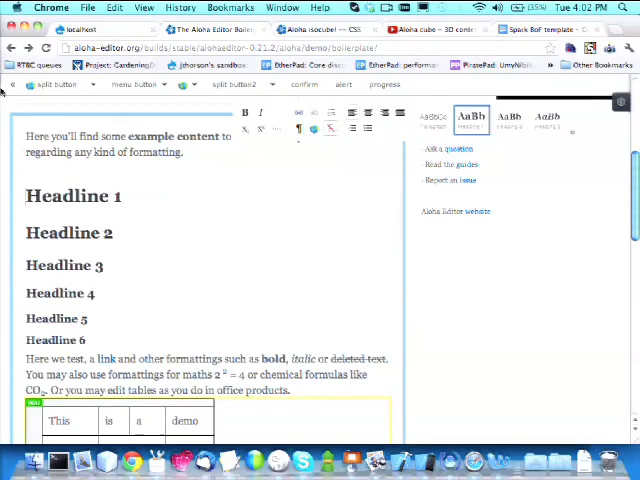 Chrome File Edit View History Bookmarks Window Help (35%) Tue 4:02 PM
localhost The Aloha Editor Boilerp Aloha isocube! — CSS Aloha cube – 3D conten Spark BoF template -
aloha-editor.org/builds/stable/alohaeditor-0.21.2/aloha/demo/boilerplate/
RTBC queues Project: Gardening: jthorson's sandbox: EtherPad: Core disc EtherPad: performan PiratePad: UmyNibl » Other Bookmarks
« split button menu button split button2 confirm alert progress
B I
AaBbCc AaBb AaBb AaBb
Here you'll find some example content to
regarding any kind of formatting.
· Ask a question
· Read the guides
· Report an issue
Aloha Editor website
Headline 1
Headline 2
Headline 3
Headline 4
Headline 5
Headline 6
Here we test, a link and other formattings such as bold, italic or deleted text.
You may also use formattings for maths 2 ² = 4 or chemical formulas like
CO₂. Or you may edit tables as you do in office products.
This is a demo